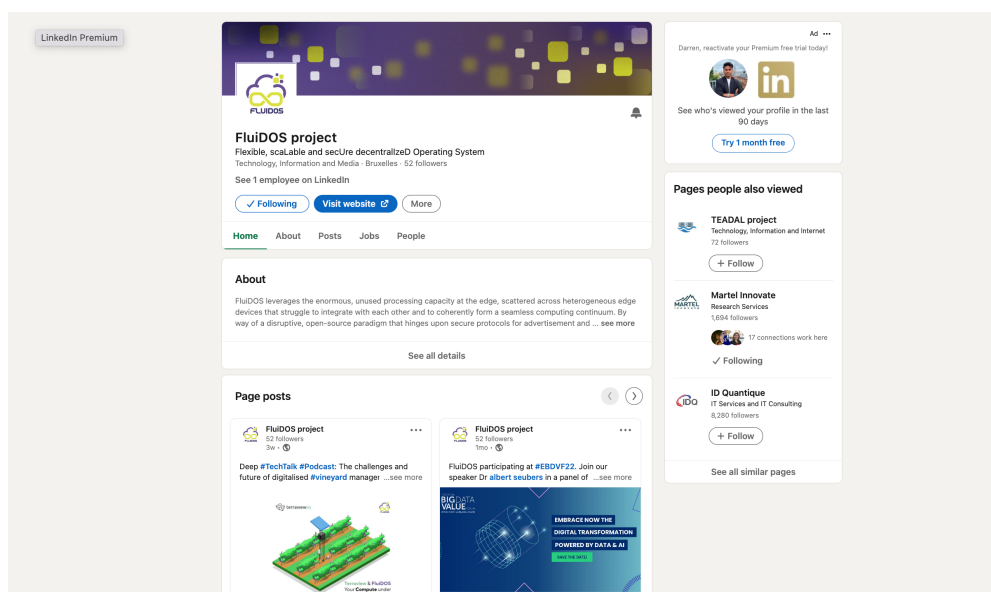 LinkedIn Premium
FLUIDOS
FluiDOS project
Flexible, scaLable and secUre decentralIzeD Operating System
Technology, Information and Media · Bruxelles · 52 followers
See 1 employee on LinkedIn
Following
Visit website
More
Home About Posts Jobs People
About
FluiDOS leverages the enormous, unused processing capacity at the edge, scattered across heterogeneous edge
devices that struggle to integrate with each other and to coherently form a seamless computing continuum. By
way of a disruptive, open-source paradigm that hinges upon secure protocols for advertisement and ... see more
See all details
Page posts
FluiDOS project
52 followers
3w •
Deep #TechTalk #Podcast: The challenges and
future of digitalised #vineyard manager ...see more
terraview
Terraview & FluiDOS
Your Compute under
FluiDOS project
52 followers
1mo •
FluiDOS participating at #EBDVF22. Join our
speaker Dr albert seubers in a panel of ...see more
BIGDATA
VALUE
EMBRACE NOW THE
DIGITAL TRANSFORMATION
POWERED BY DATA & AI
SAVE THE DATE!
Ad
Darren, reactivate your Premium free trial today!
in
See who's viewed your profile in the last
90 days
Try 1 month free
Pages people also viewed
TEADAL project
Technology, Information and Internet
72 followers
+ Follow
MARTEL
Martel Innovate
Research Services
1,694 followers
17 connections work here
Following
IDQ
ID Quantique
IT Services and IT Consulting
8,280 followers
+ Follow
See all similar pages